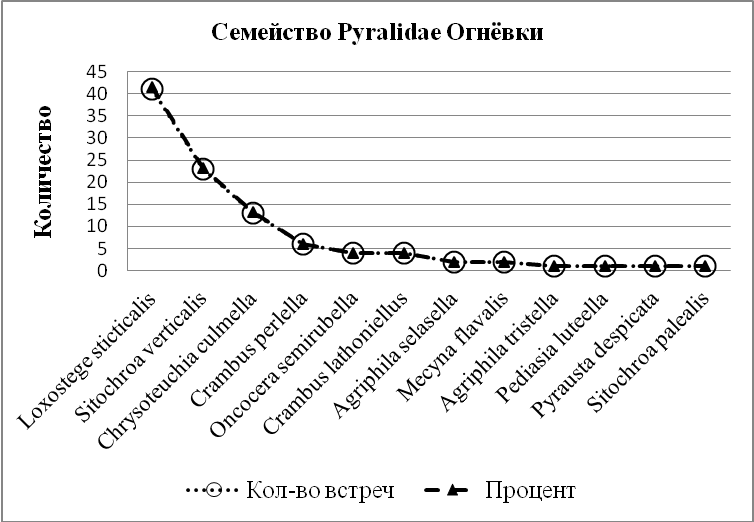 Семейство Pyralidae Огнёвки
Количество
45
40
35
30
25
20
15
10
5
0
Loxostege sticticalis
Sitochroa verticalis
Chrysoteuchia culmella
Crambus perlella
Oncocera semirubella
Crambus lathoniellus
Agriphila selasella
Mecyna flavalis
Agriphila tristella
Pediasia luteella
Pyrausta despicata
Sitochroa palealis
Кол-во встреч Процент